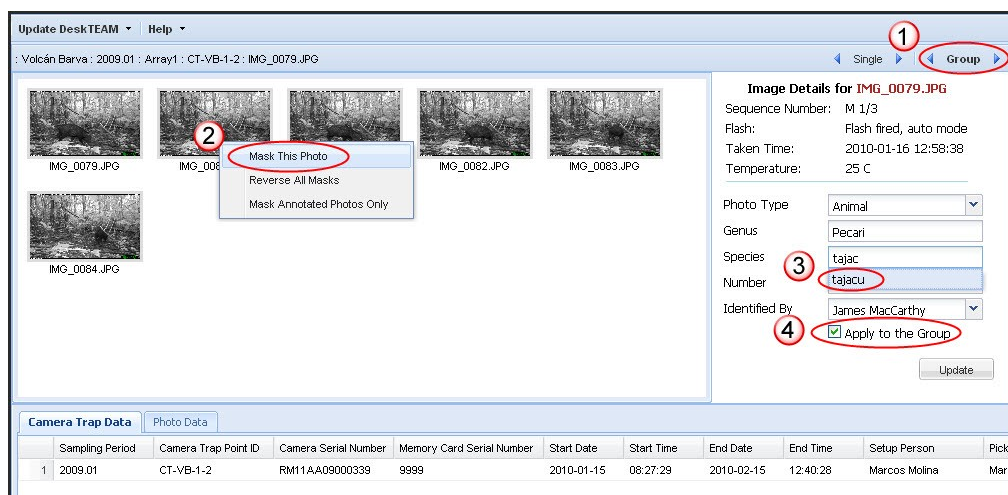 Update DeskTEAM Help
1
: Volcán Barva : 2009.01 : Array1 : CT-VB-1-2 : IMG_0079.JPG Single Group
Image Details for IMG_0079.JPG
Sequence Number: M 1/3
Flash: Flash fired, auto mode
Taken Time: 2010-01-16 12:58:38
Temperature: 25 C
IMG_0079.JPG IMG_008 IMG_0082.JPG IMG_0083.JPG
2
Mask This Photo
Reverse All Masks
Mask Annotated Photos Only
IMG_0084.JPG
Photo Type Animal
Genus Pecari
Species tajac
3 tajacu
Number
Identified By James MacCarthy
4 Apply to the Group
Update
Camera Trap Data Photo Data
Sampling Period Camera Trap Point ID Camera Serial Number Memory Card Serial Number Start Date Start Time End Date End Time Setup Person Pick
1 2009.01 CT-VB-1-2 RM11AA09000339 9999 2010-01-15 08:27:29 2010-02-15 12:40:28 Marcos Molina Mar